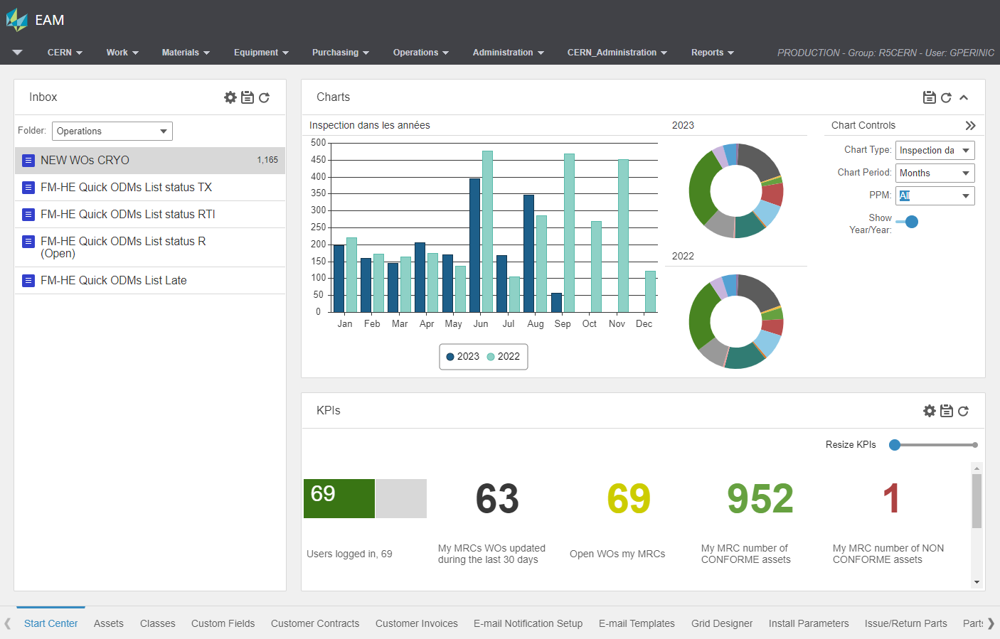 EAM
CERN Work Materials Equipment Purchasing Operations Administration CERN_Administration Reports PRODUCTION - Group: R5CERN - User: GPERINIC
Inbox
Folder: Operations
NEW WOs CRYO 1,165
FM-HE Quick ODMs List status TX
FM-HE Quick ODMs List status RTI
FM-HE Quick ODMs List status R
(Open)
FM-HE Quick ODMs List Late
Charts
Inspection dans les années
500
450
400
350
300
250
200
150
100
50
0
Jan Feb Mar Apr May Jun Jul Aug Sep Oct Nov Dec
2023 2022
2023
2022
Chart Controls
Chart Type: Inspection da
Chart Period: Months
PPM: All
Show
Year/Year:
KPIs
Resize KPIs
69
63
69
952
1
Users logged in, 69
My MRCs WOs updated
during the last 30 days
Open WOs my MRCs
My MRC number of
CONFORME assets
My MRC number of NON
CONFORME assets
Start Center Assets Classes Custom Fields Customer Contracts Customer Invoices E-mail Notification Setup E-mail Templates Grid Designer Install Parameters Issue/Return Parts Parts